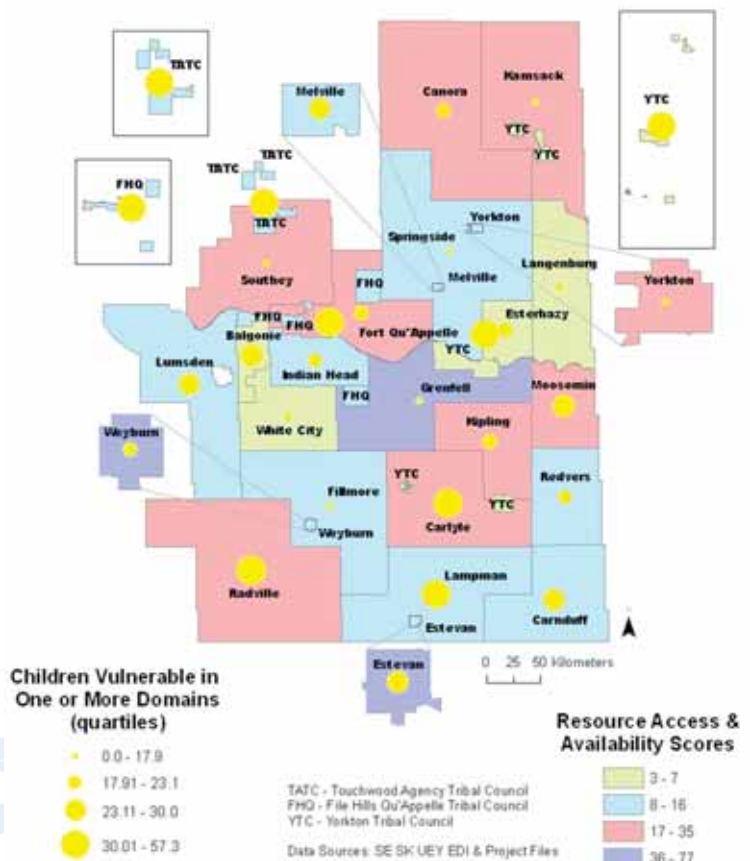 TATC
Melville
Canora
Kamsack
YTC
YTC
YTC
FHQ
TATC
TATC
TATC
Springside
Yorkton
Melville
Langenburg
Yorkton
Southey
FHQ
FHQ
FHQ
Fort Qu'Appelle
Esterhazy
Balgonie
YTC
Lumsden
Indian Head
FHQ
Grenfell
Moosomin
White City
Kipling
Weyburn
YTC
Redvers
Fillmore
YTC
Weyburn
Carlyle
Radville
Lampman
Carnduff
Estevan
Estevan
0 25 50 Kilometers
Children Vulnerable in
One or More Domains
(quartiles)
0.0 - 17.9
17.91 - 23.1
23.11 - 30.0
30.01 - 57.3
TATC - Touchwood Agency Tribal Council
FHQ - File Hills Qu'Appelle Tribal Council
YTC - Yorkton Tribal Council
Data Sources: SE SK UEY EDI & Project Files
Resource Access &
Availability Scores
3 - 7
8 - 16
17 - 35
36 - 77